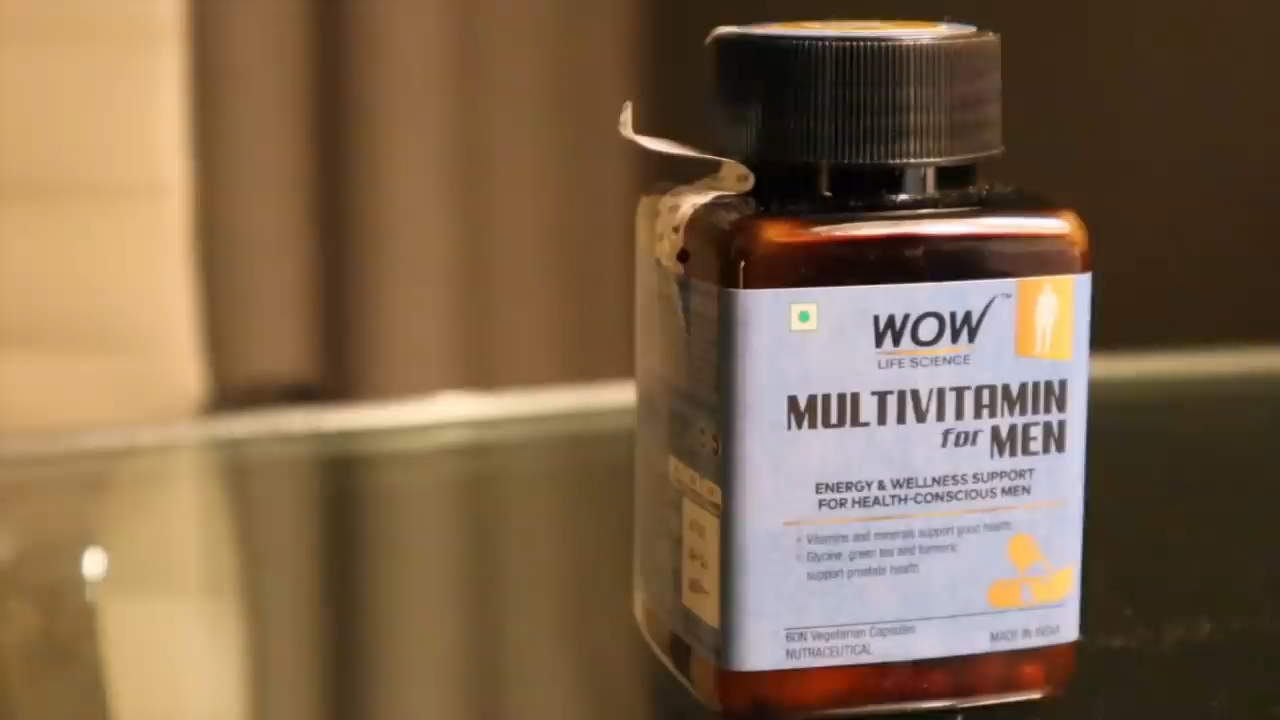 WOW™
LIFE SCIENCE
MULTIVITAMIN
for MEN
ENERGY & WELLNESS SUPPORT
FOR HEALTH-CONSCIOUS MEN
Vitamins and minerals support good health
Glycine, green tea and turmeric
support prostate health
60N Vegetarian Capsules
NUTRACEUTICAL
MADE IN INDIA